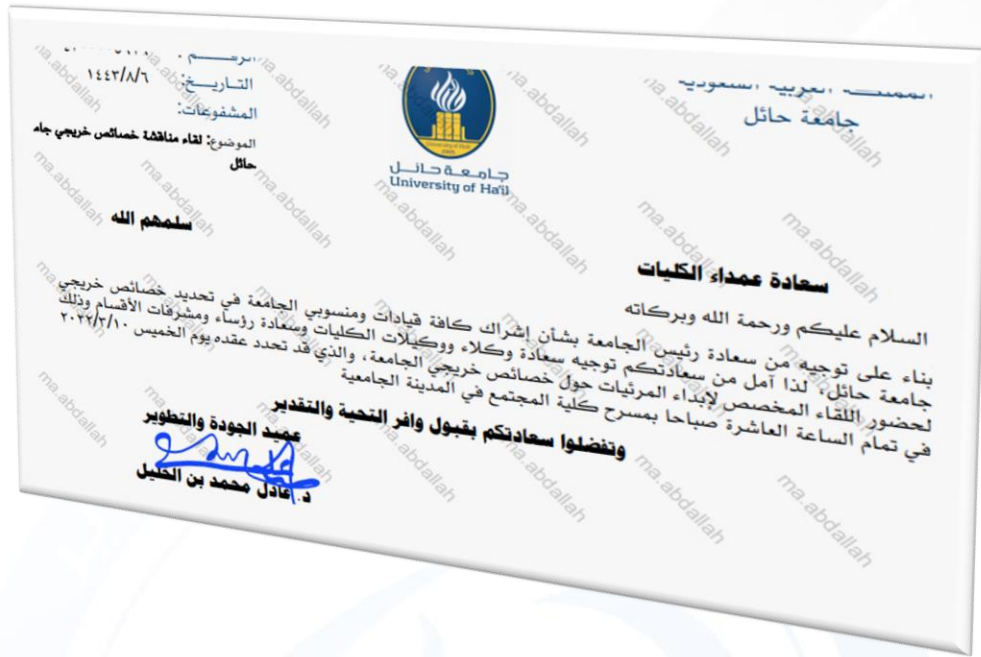 المملكة العربية السعودية
جامعة حائل
جامعة حائل
University of Ha'il
التاريخ: ١٤٤٣/٨/٦
المشفوعات:
الموضوع: لقاء مناقشة خصائص خريجي جام
حائل
سعادة عمداء الكليات
سلمهم الله
السلام عليكم ورحمة الله وبركاته
بناء على توجيه من سعادة رئيس الجامعة بشأن إشراك كافة قيادات ومنسوبي الجامعة في تحديد خصائص خريجي
جامعة حائل، لذا آمل من سعادتكم توجيه سعادة وكلاء ووكيلات الكليات وسعادة رؤساء ومشرفات الأقسام وذلك
لحضور اللقاء المخصص لإبداء المرئيات حول خصائص خريجي الجامعة، والذي قد تحدد عقده يوم الخميس ٢٠٢٢/٣/١٠
في تمام الساعة العاشرة صباحا بمسرح كلية المجتمع في المدينة الجامعية
وتفضلوا سعادتكم بقبول وافر التحية والتقدير
عميد الجودة والتطوير
د. عادل محمد بن الخليل
ma.abdallah